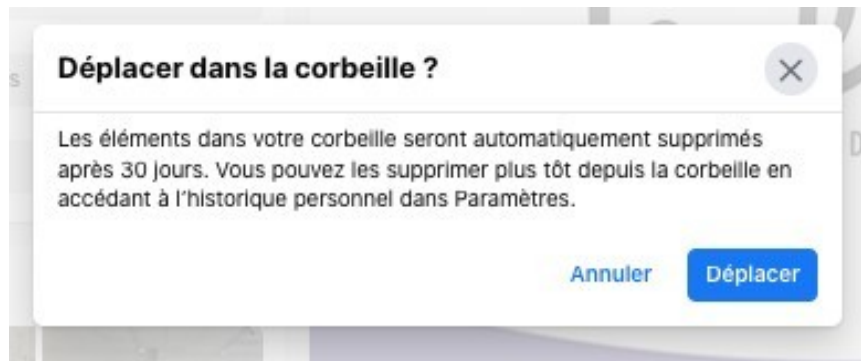 Déplacer dans la corbeille ?
Les éléments dans votre corbeille seront automatiquement supprimés
après 30 jours. Vous pouvez les supprimer plus tôt depuis la corbeille en
accédant à l'historique personnel dans Paramètres.
Annuler
Déplacer